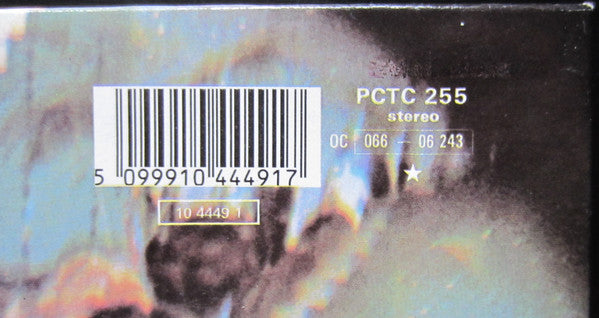 PCTC 255
stereo
OC 066 — 06 243
★
5 099910 444917
10 4449 1